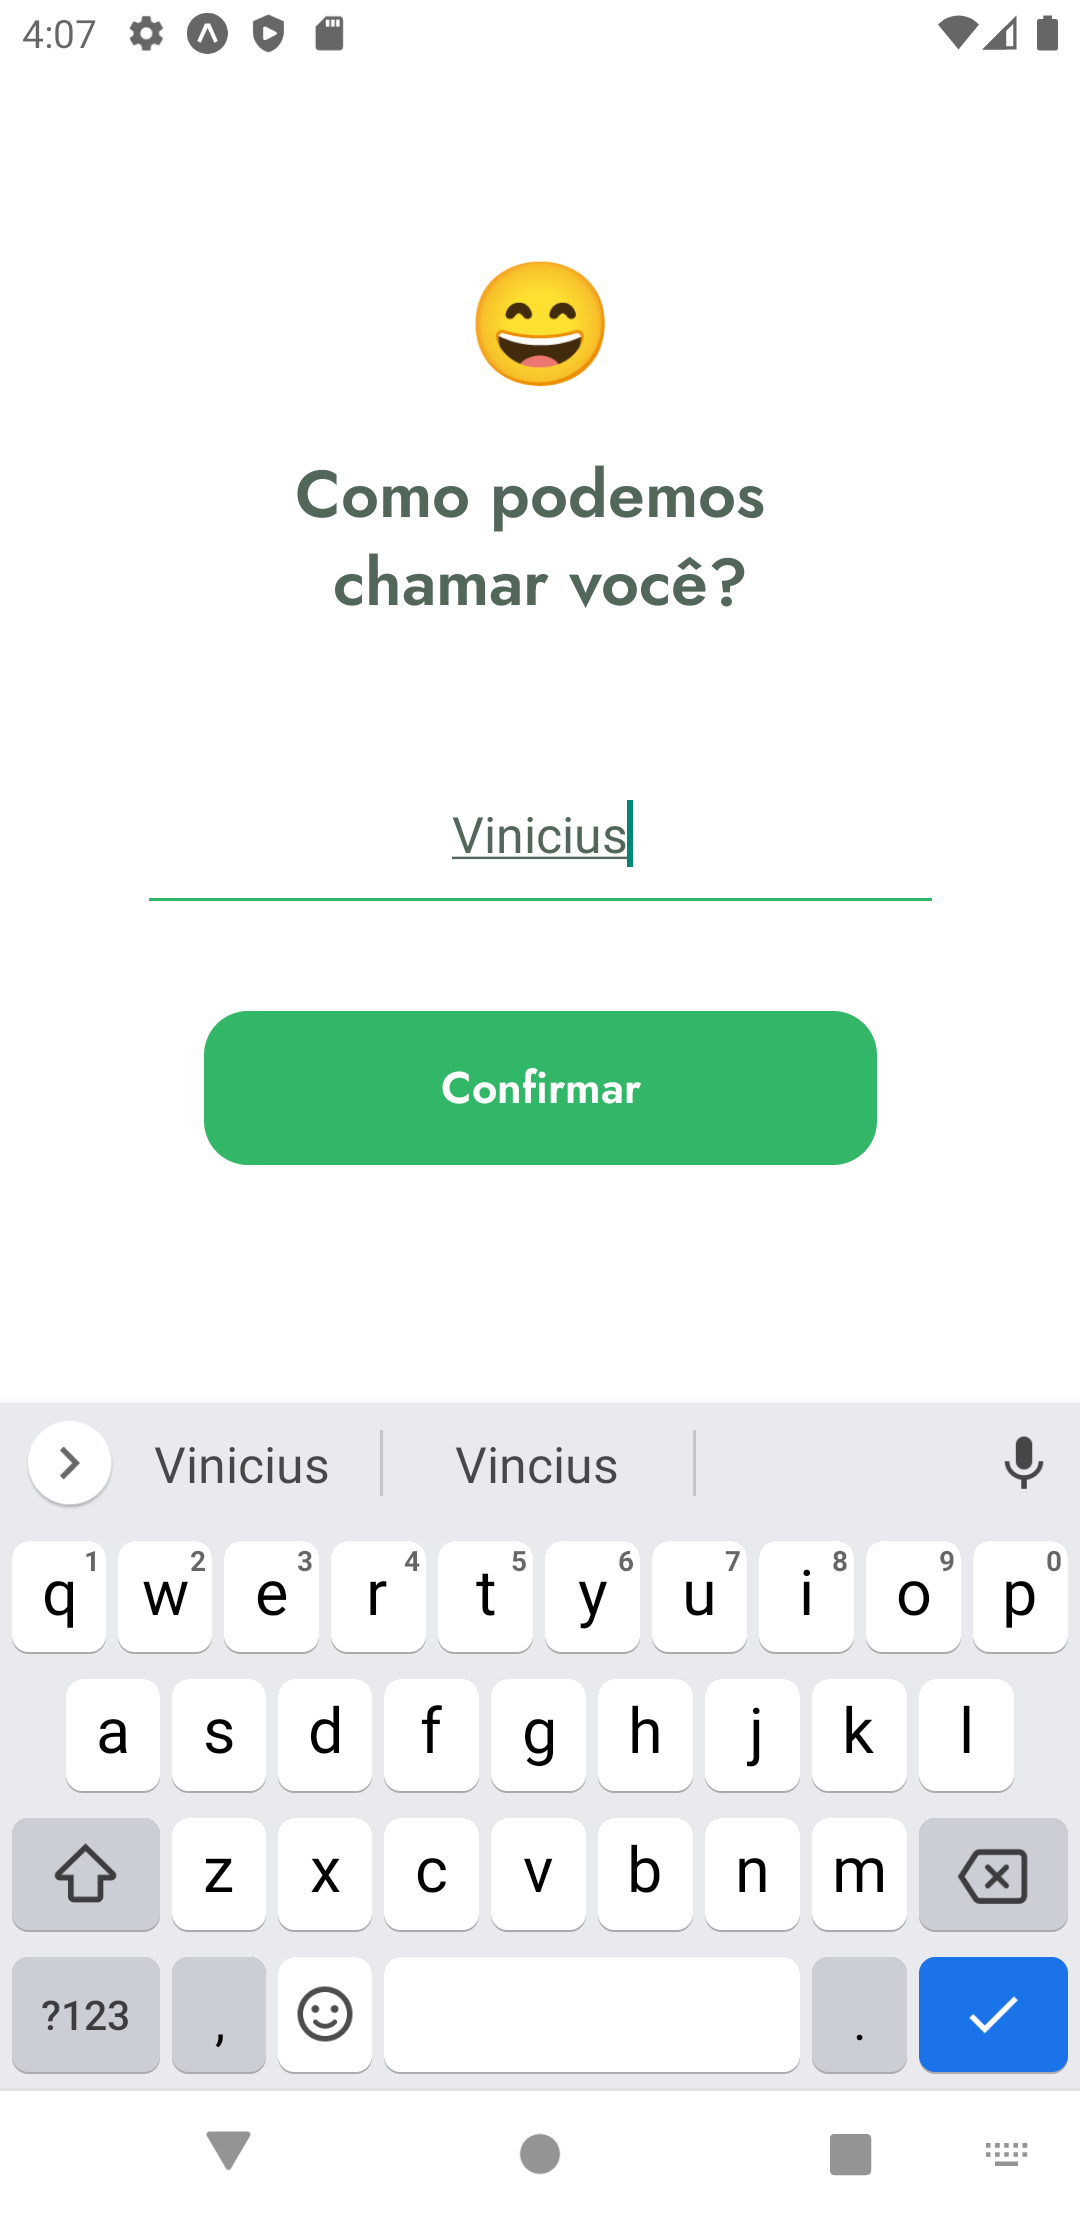 4:07
Como podemos
chamar você?
Vinicius
Confirmar
Vinicius Vincius
q1 w2 e3 r4 t5 y6 u7 i8 o9 p0
a s d f g h j k l
z x c v b n m
?123 , .